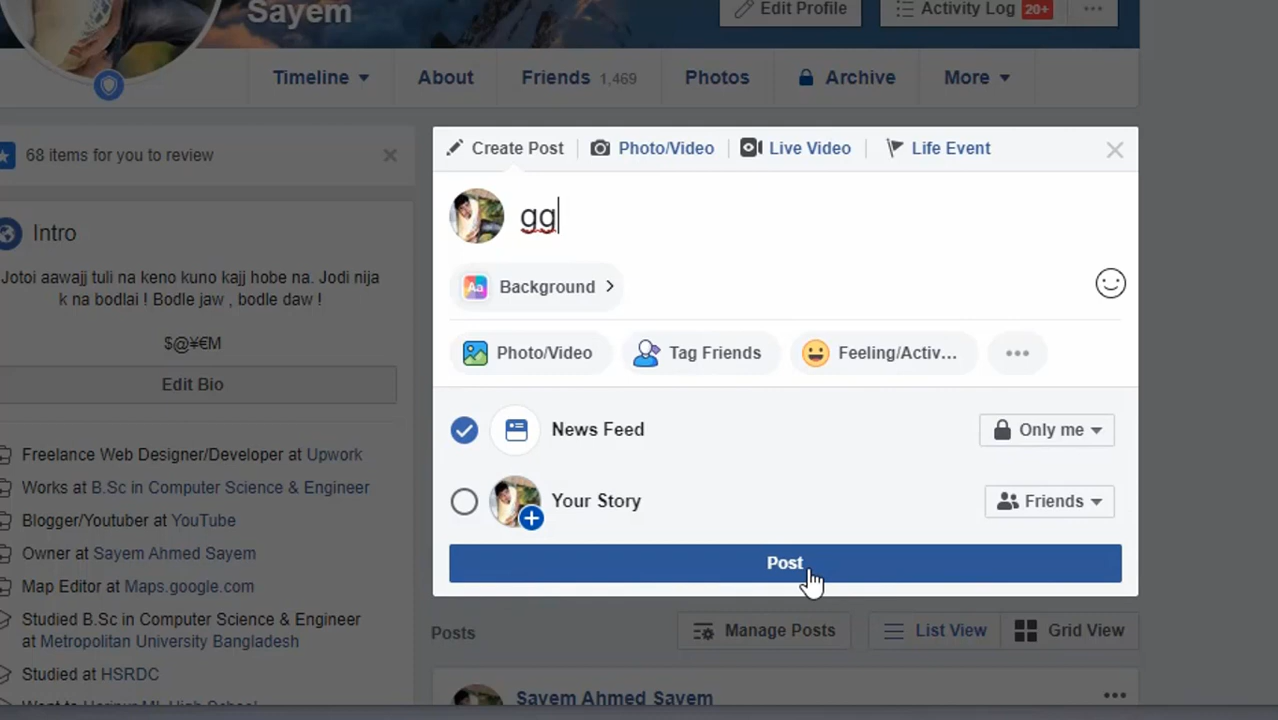 Sayem
Edit Profile
Activity Log 20+
Timeline
About
Friends 1,469
Photos
Archive
More
68 items for you to review
Intro
Jotoi aawajj tuli na keno kuno kajj hobe na. Jodi nija
k na bodlai ! Bodle jaw , bodle daw !
$@¥€M
Edit Bio
Freelance Web Designer/Developer at Upwork
Works at B.Sc in Computer Science & Engineer
Blogger/Youtuber at YouTube
Owner at Sayem Ahmed Sayem
Map Editor at Maps.google.com
Studied B.Sc in Computer Science & Engineer
at Metropolitan University Bangladesh
Studied at HSRDC
Create Post
Photo/Video
Live Video
Life Event
gg
Aa Background
Photo/Video
Tag Friends
Feeling/Activ...
News Feed
Only me
Your Story
Friends
Post
Posts
Manage Posts
List View
Grid View
Sayem Ahmed Sayem